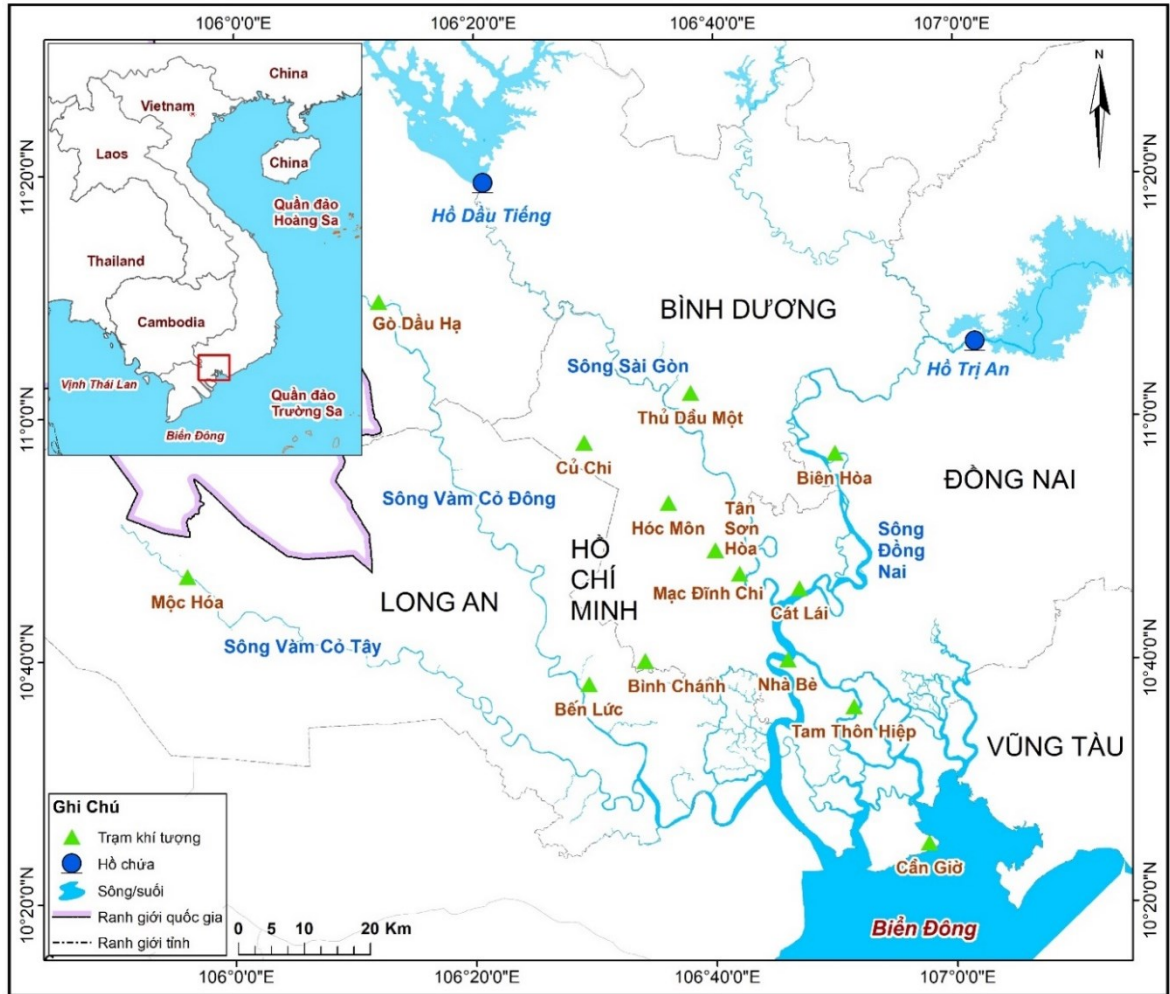 106°0'0"E
106°20'0"E
106°40'0"E
107°0'0"E
China
Vietnam
Laos
China
Quần đảo
Hoàng Sa
Thailand
Cambodia
Vịnh Thái Lan
Quần đảo
Trường Sa
Biển Đông
N
11°20'0"N
11°20'0"N
Hồ Dầu Tiếng
BÌNH DƯƠNG
Gò Dầu Hạ
Hồ Trị An
Sông Sài Gòn
Thủ Dầu Một
11°0'0"N
11°0'0"N
Củ Chi
Biên Hòa
ĐỒNG NAI
Sông Vàm Cỏ Đông
Hóc Môn
Tân
Sơn
Hòa
Sông
Đồng
Nai
HỒ
CHÍ
MINH
Mộc Hóa
LONG AN
Mạc Đĩnh Chi
Cát Lái
Sông Vàm Cỏ Tây
10°40'0"N
10°40'0"N
Bình Chánh
Nhà Bè
Bến Lức
Tam Thôn Hiệp
VŨNG TÀU
Cần Giờ
Biển Đông
10°20'0"N
10°20'0"N
Ghi Chú
Trạm khí tượng
Hồ chứa
Sông/suối
Ranh giới quốc gia
Ranh giới tỉnh
0 5 10 20 Km
106°0'0"E
106°20'0"E
106°40'0"E
107°0'0"E